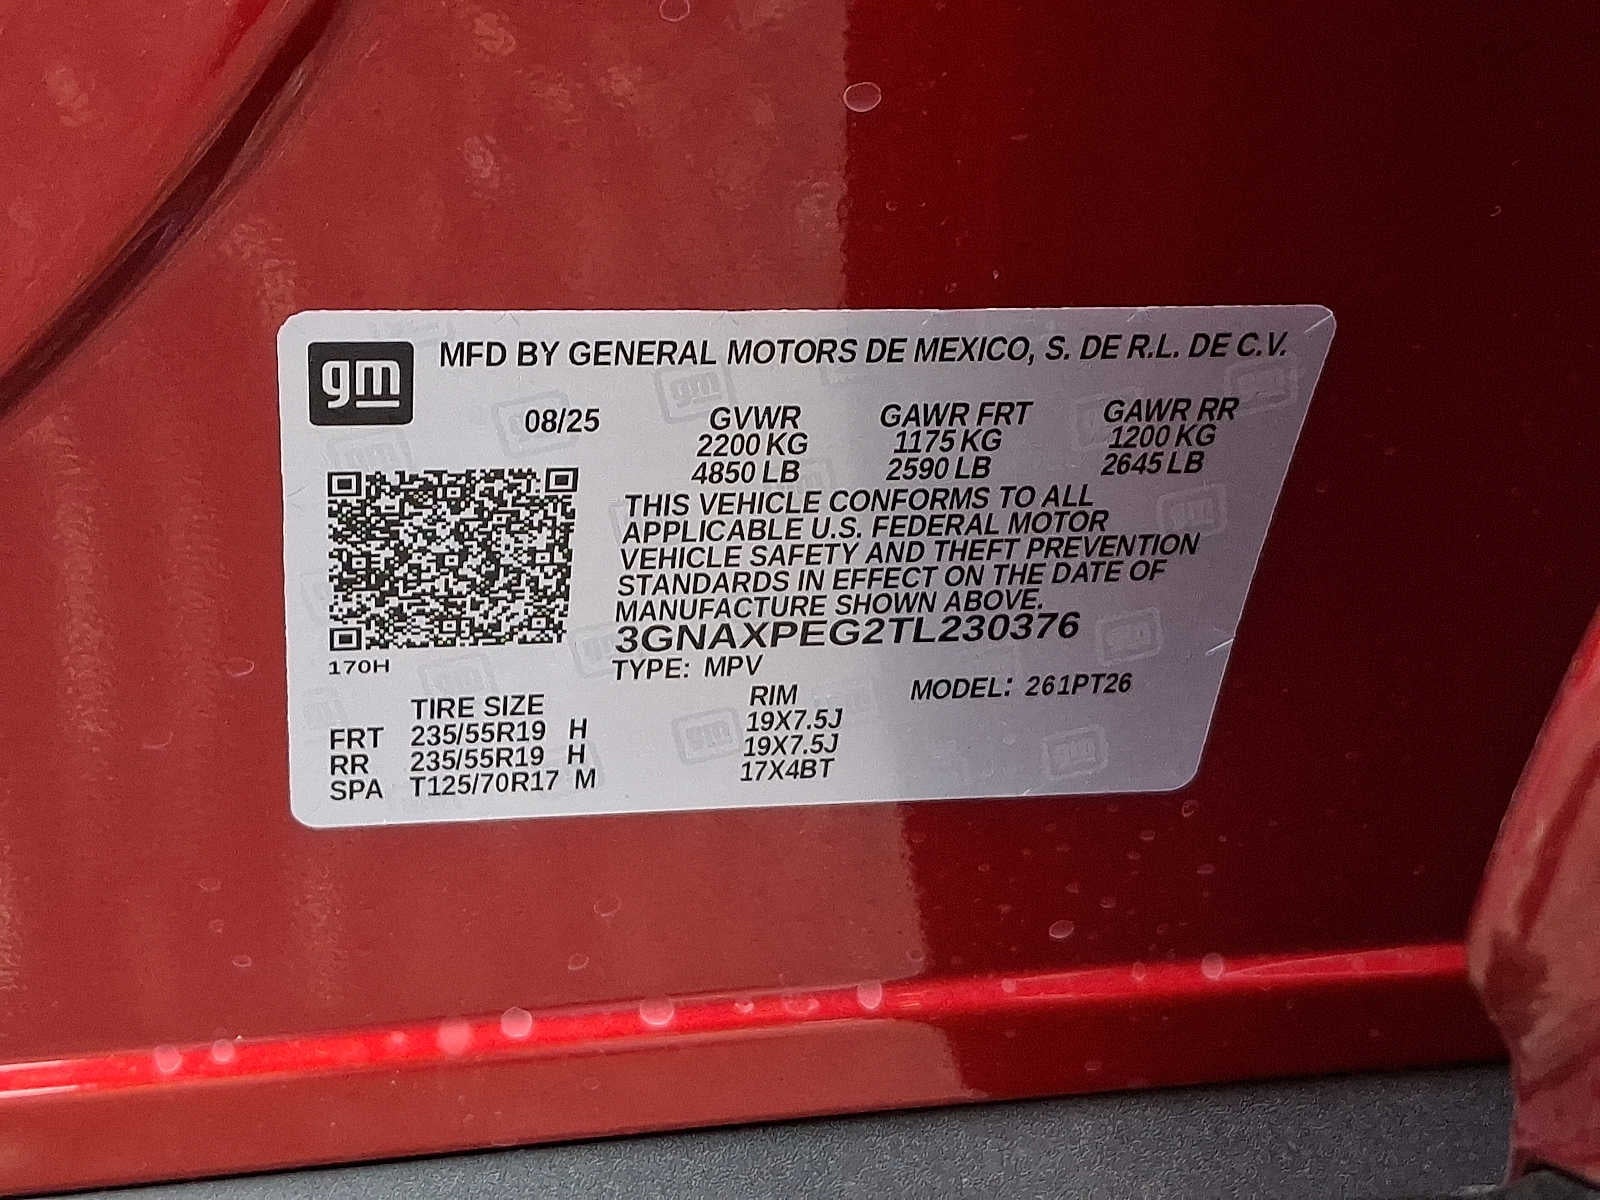 gm
MFD BY GENERAL MOTORS DE MEXICO, S. DE R.L. DE C.V.
08/25 GVWR GAWR FRT GAWR RR
2200 KG 1175 KG 1200 KG
4850 LB 2590 LB 2645 LB
THIS VEHICLE CONFORMS TO ALL
APPLICABLE U.S. FEDERAL MOTOR
VEHICLE SAFETY AND THEFT PREVENTION
STANDARDS IN EFFECT ON THE DATE OF
MANUFACTURE SHOWN ABOVE.
3GNAXPEG2TL230376
170H
TYPE: MPV
MODEL: 261PT26
TIRE SIZE RIM
FRT 235/55R19 H 19X7.5J
RR 235/55R19 H 19X7.5J
SPA T125/70R17 M 17X4BT